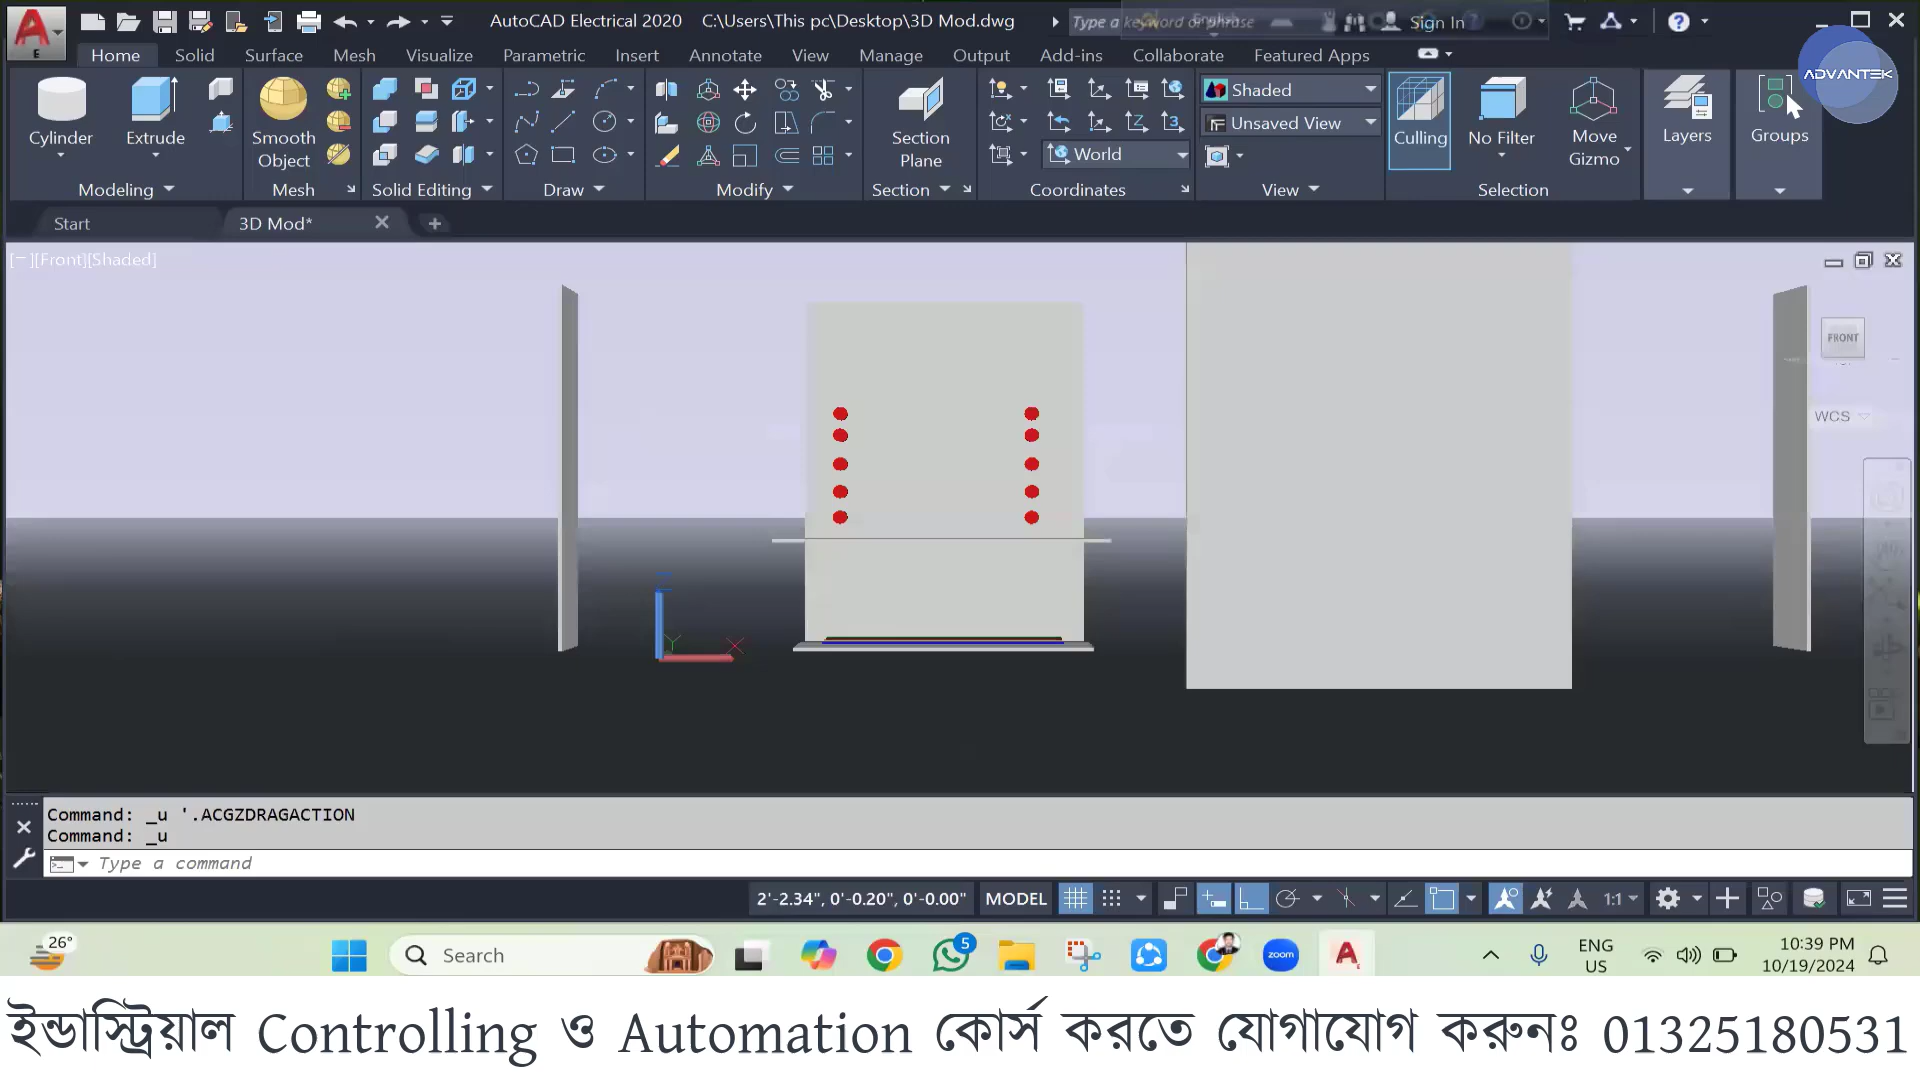 AutoCAD Electrical 2020 C:\Users\This pc\Desktop\3D Mod.dwg Type a keyword or phrase Sign In
Home Solid Surface Mesh Visualize Parametric Insert Annotate View Manage Output Add-ins Collaborate Featured Apps
ADVANTEK
Cylinder Extrude Smooth Object Section Plane Shaded Unsaved View World Culling No Filter Move Gizmo Layers Groups
Modeling Mesh Solid Editing Draw Modify Section Coordinates View Selection
Start 3D Mod*
[−][Front][Shaded]
FRONT
WCS
Y X
Command: _u '.ACGZDRAGACTION
Command: _u
Type a command
2'-2.34", 0'-0.20", 0'-0.00" MODEL 1:1
26° Search 5 zoom ENG US 10:39 PM 10/19/2024
ইন্ডাস্ট্রিয়াল Controlling ও Automation কোর্স করতে যোগাযোগ করুনঃ 01325180531